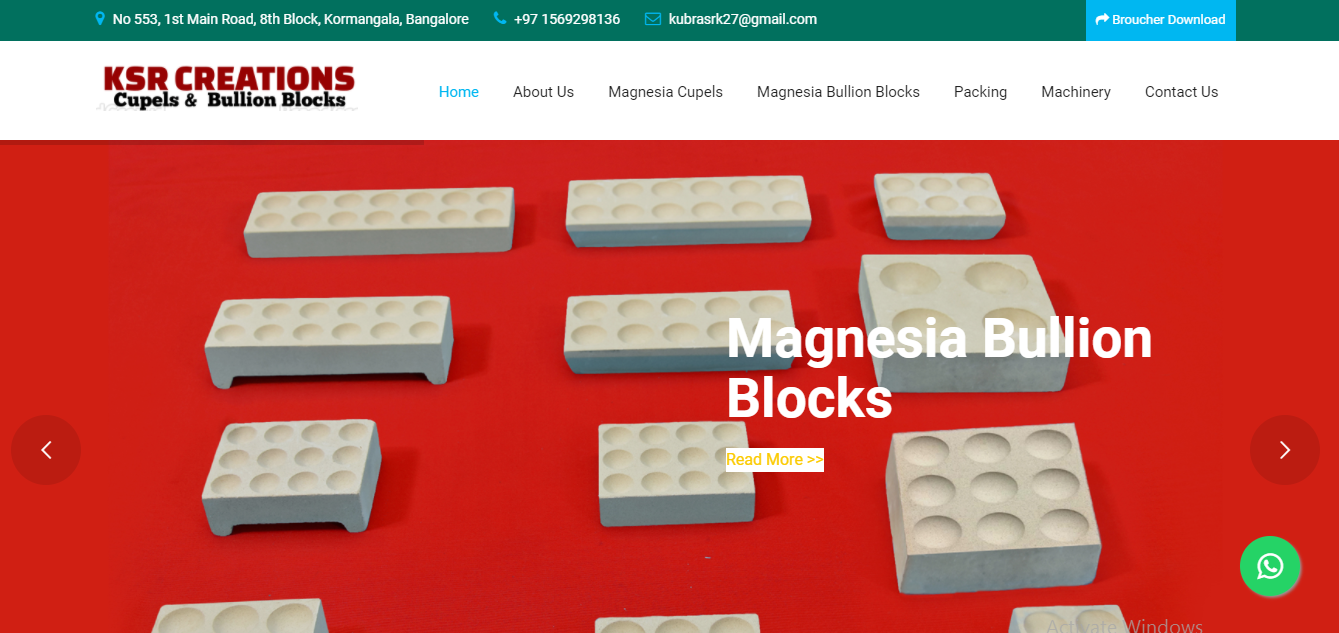 No 553, 1st Main Road, 8th Block, Kormangala, Bangalore +97 1569298136 kubrasrk27@gmail.com Broucher Download
KSR CREATIONS
Cupels & Bullion Blocks
Home About Us Magnesia Cupels Magnesia Bullion Blocks Packing Machinery Contact Us
Magnesia Bullion
Blocks
Read More >>
Activate Windows